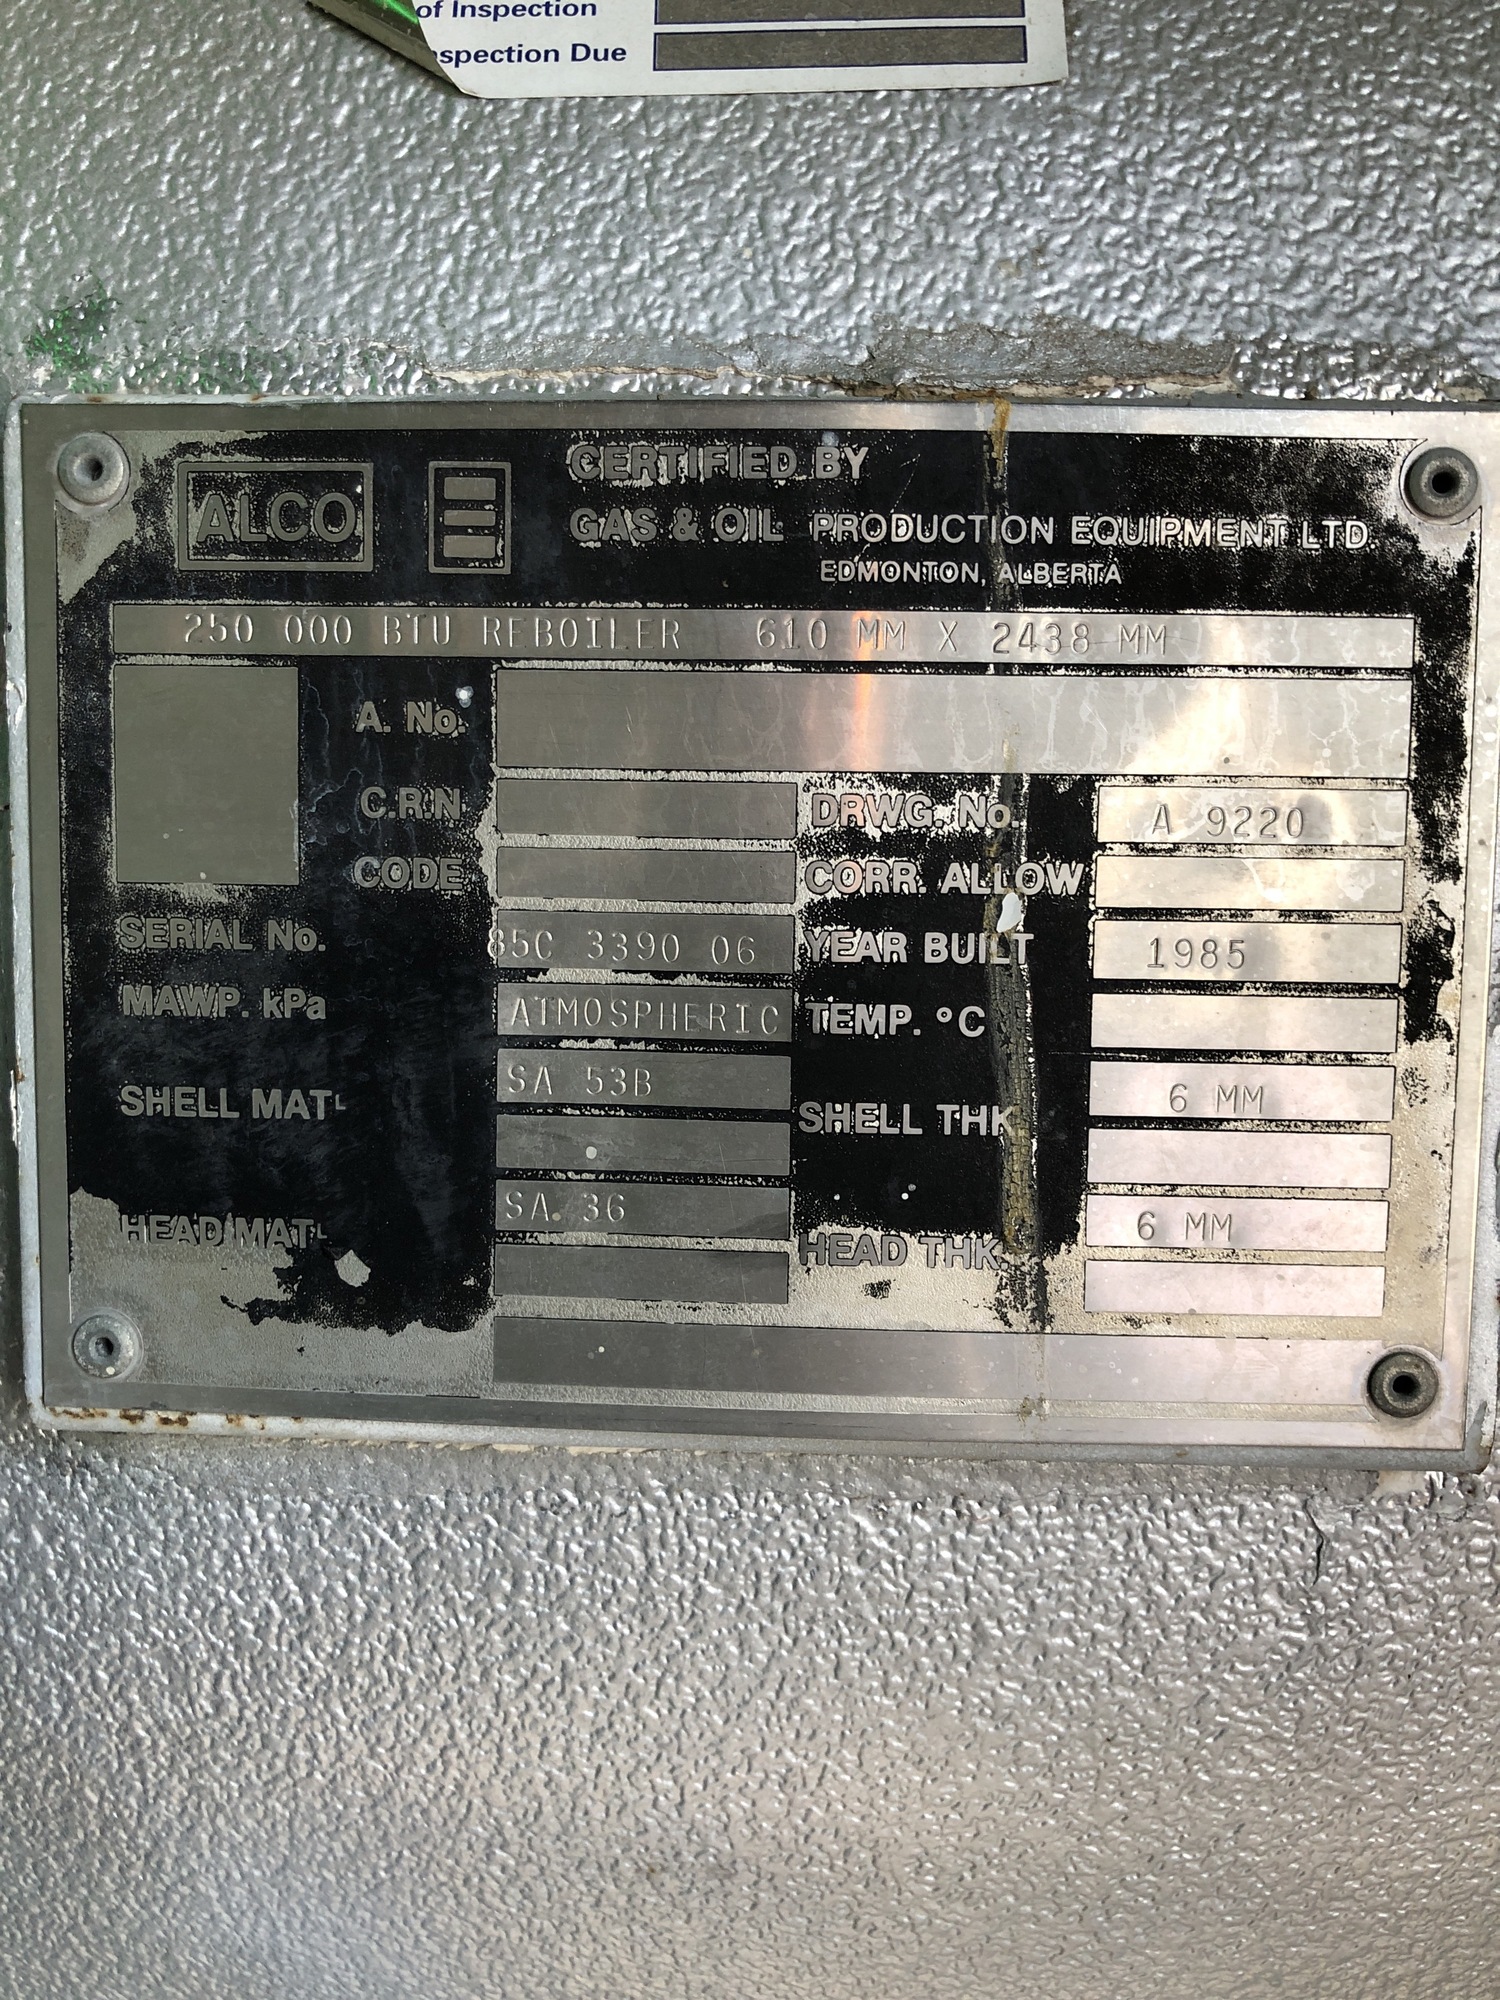 of Inspection
spection Due
ALCO
CERTIFIED BY
GAS & OIL PRODUCTION EQUIPMENT LTD.
EDMONTON, ALBERTA
250 000 BTU REBOILER 610 MM X 2438 MM
A. No.
C.R.N. DRWG. No. A 9220
CODE CORR. ALLOW
SERIAL No. 85C 3390 06 YEAR BUILT 1985
MAWP. kPa ATMOSPHERIC TEMP. °C
SHELL MATL SA 53B SHELL THK. 6 MM
HEAD MATL SA 36 HEAD THK. 6 MM